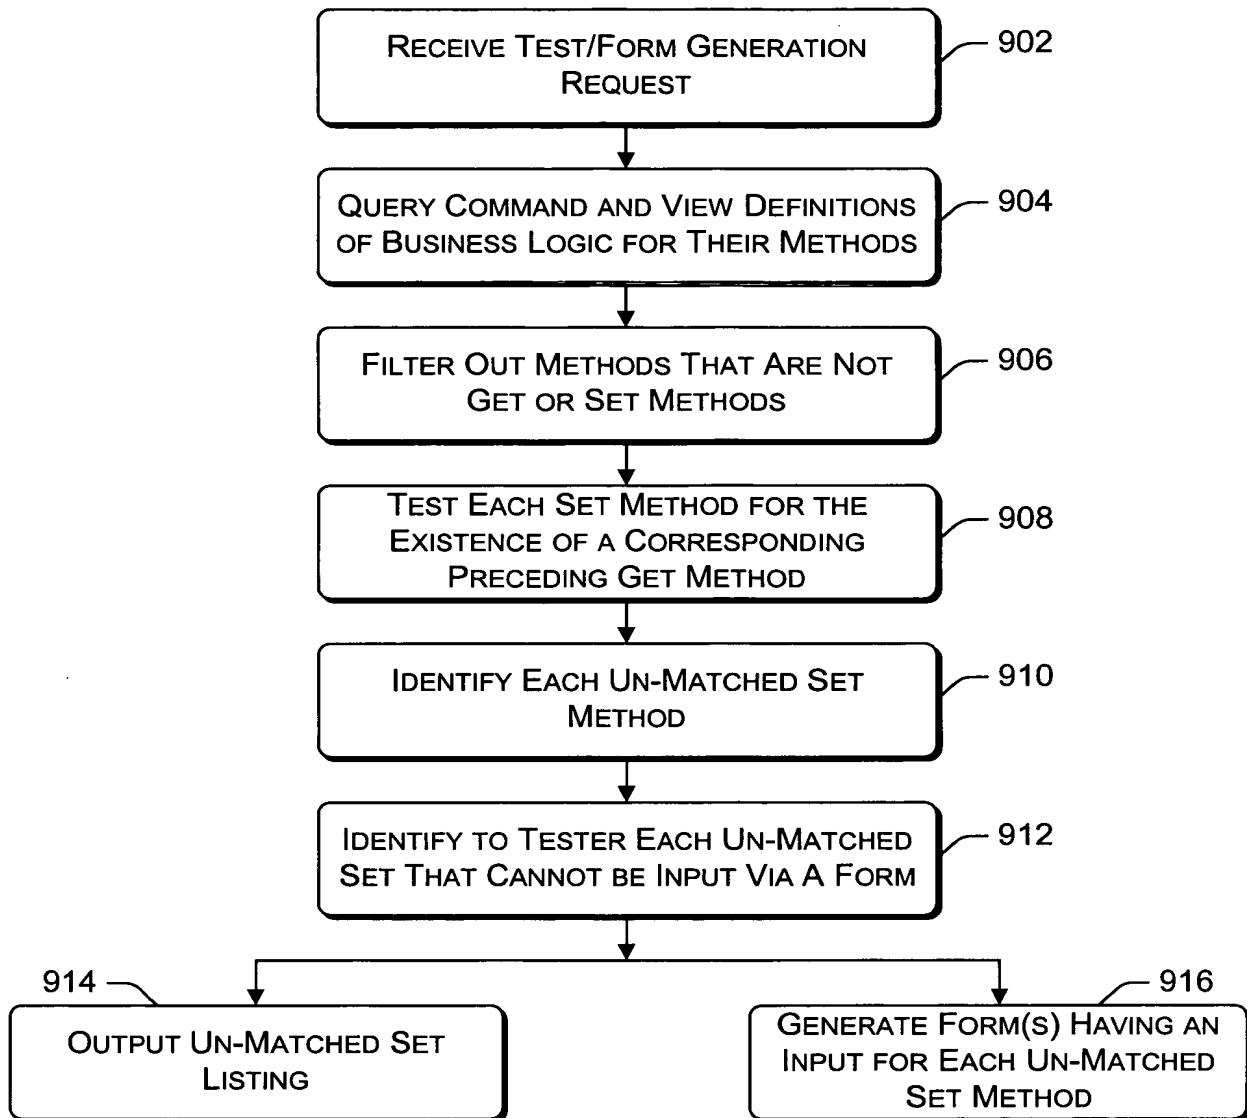 RECEIVE TEST/FORM GENERATION
REQUEST
902
QUERY COMMAND AND VIEW DEFINITIONS
OF BUSINESS LOGIC FOR THEIR METHODS
904
FILTER OUT METHODS THAT ARE NOT
GET OR SET METHODS
906
TEST EACH SET METHOD FOR THE
EXISTENCE OF A CORRESPONDING
PRECEDING GET METHOD
908
IDENTIFY EACH UN-MATCHED SET
METHOD
910
IDENTIFY TO TESTER EACH UN-MATCHED
SET THAT CANNOT BE INPUT VIA A FORM
912
914
OUTPUT UN-MATCHED SET
LISTING
916
GENERATE FORM(S) HAVING AN
INPUT FOR EACH UN-MATCHED
SET METHOD